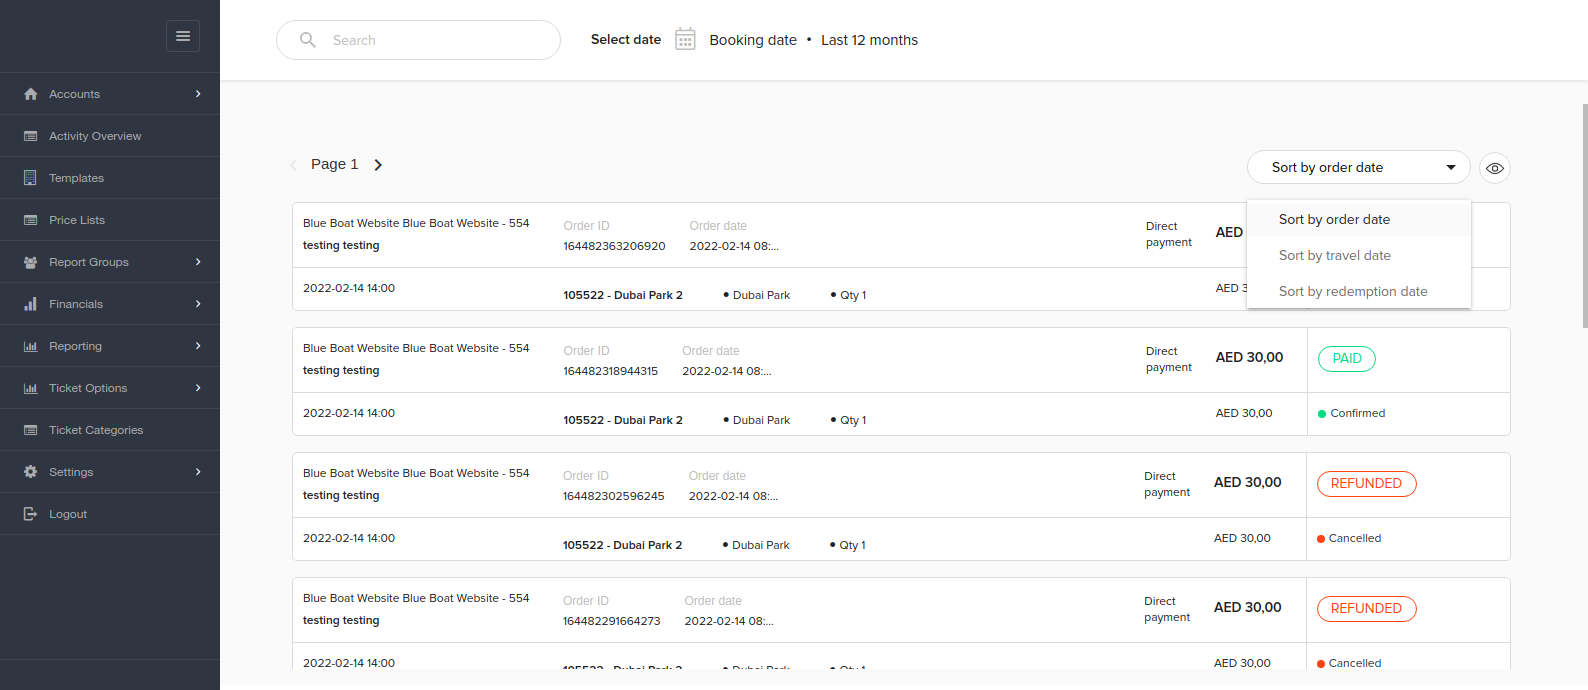 Search
Select date
Booking date • Last 12 months
Accounts
Activity Overview
Templates
Price Lists
Report Groups
Financials
Reporting
Ticket Options
Ticket Categories
Settings
Logout
Page 1
Sort by order date
Sort by order date
Sort by travel date
Sort by redemption date
Blue Boat Website Blue Boat Website - 554
testing testing
Order ID
164482363206920
Order date
2022-02-14 08:...
Direct
payment
AED
2022-02-14 14:00
105522 - Dubai Park 2
• Dubai Park
• Qty 1
AED 3
Blue Boat Website Blue Boat Website - 554
testing testing
Order ID
164482318944315
Order date
2022-02-14 08:...
Direct
payment
AED 30,00
PAID
2022-02-14 14:00
105522 - Dubai Park 2
• Dubai Park
• Qty 1
AED 30,00
Confirmed
Blue Boat Website Blue Boat Website - 554
testing testing
Order ID
164482302596245
Order date
2022-02-14 08:...
Direct
payment
AED 30,00
REFUNDED
2022-02-14 14:00
105522 - Dubai Park 2
• Dubai Park
• Qty 1
AED 30,00
Cancelled
Blue Boat Website Blue Boat Website - 554
testing testing
Order ID
164482291664273
Order date
2022-02-14 08:...
Direct
payment
AED 30,00
REFUNDED
2022-02-14 14:00
105522 - Dubai Park 2
• Dubai Park
• Qty 1
AED 30,00
Cancelled